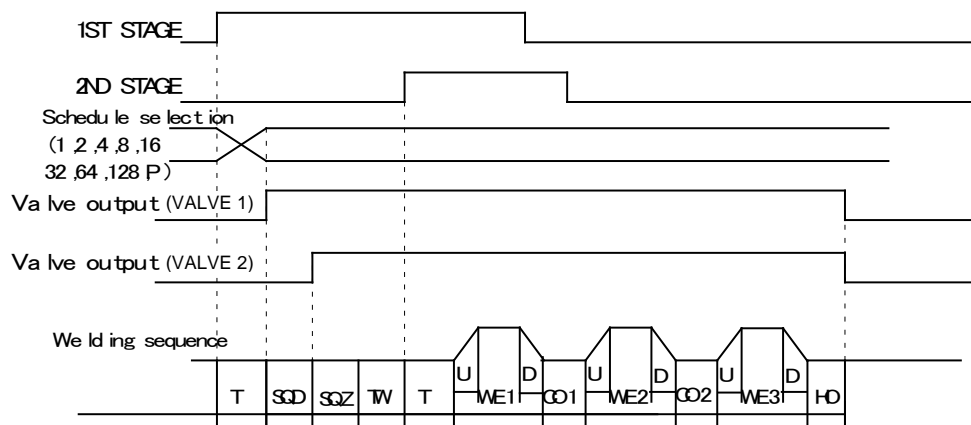 1ST STAGE
2ND STAGE
Schedule selection
(1,2,4,8,16
32,64,128,P)
Valve output (VALVE 1)
Valve output (VALVE 2)
Welding sequence
U D U D U D
T SQD SQZ TW T WE1 CO1 WE2 CO2 WE3 HD